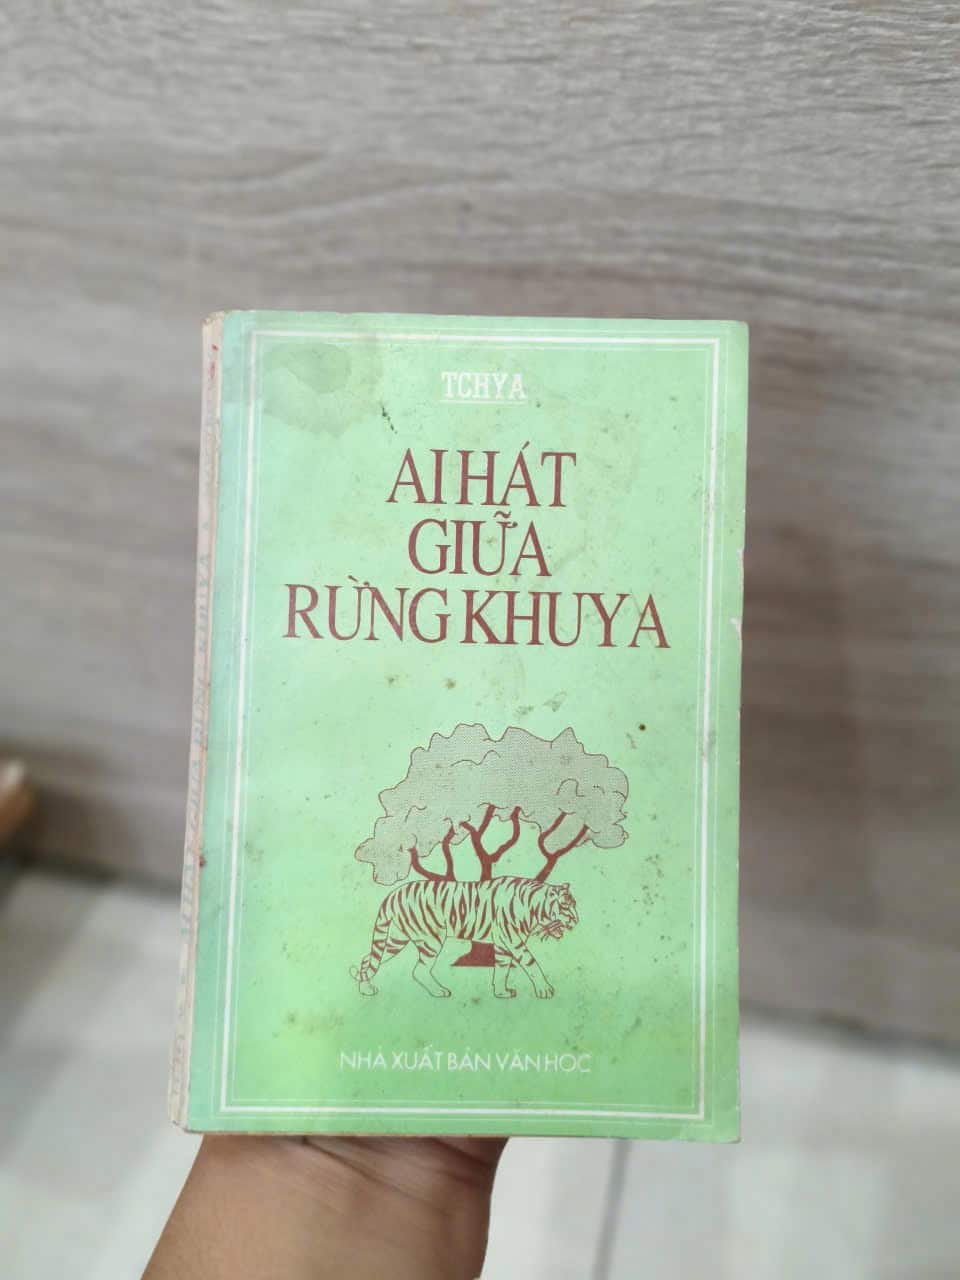 TCHYA
AI HÁT
GIỮA
RỪNG KHUYA
NHÀ XUẤT BẢN VĂN HỌC